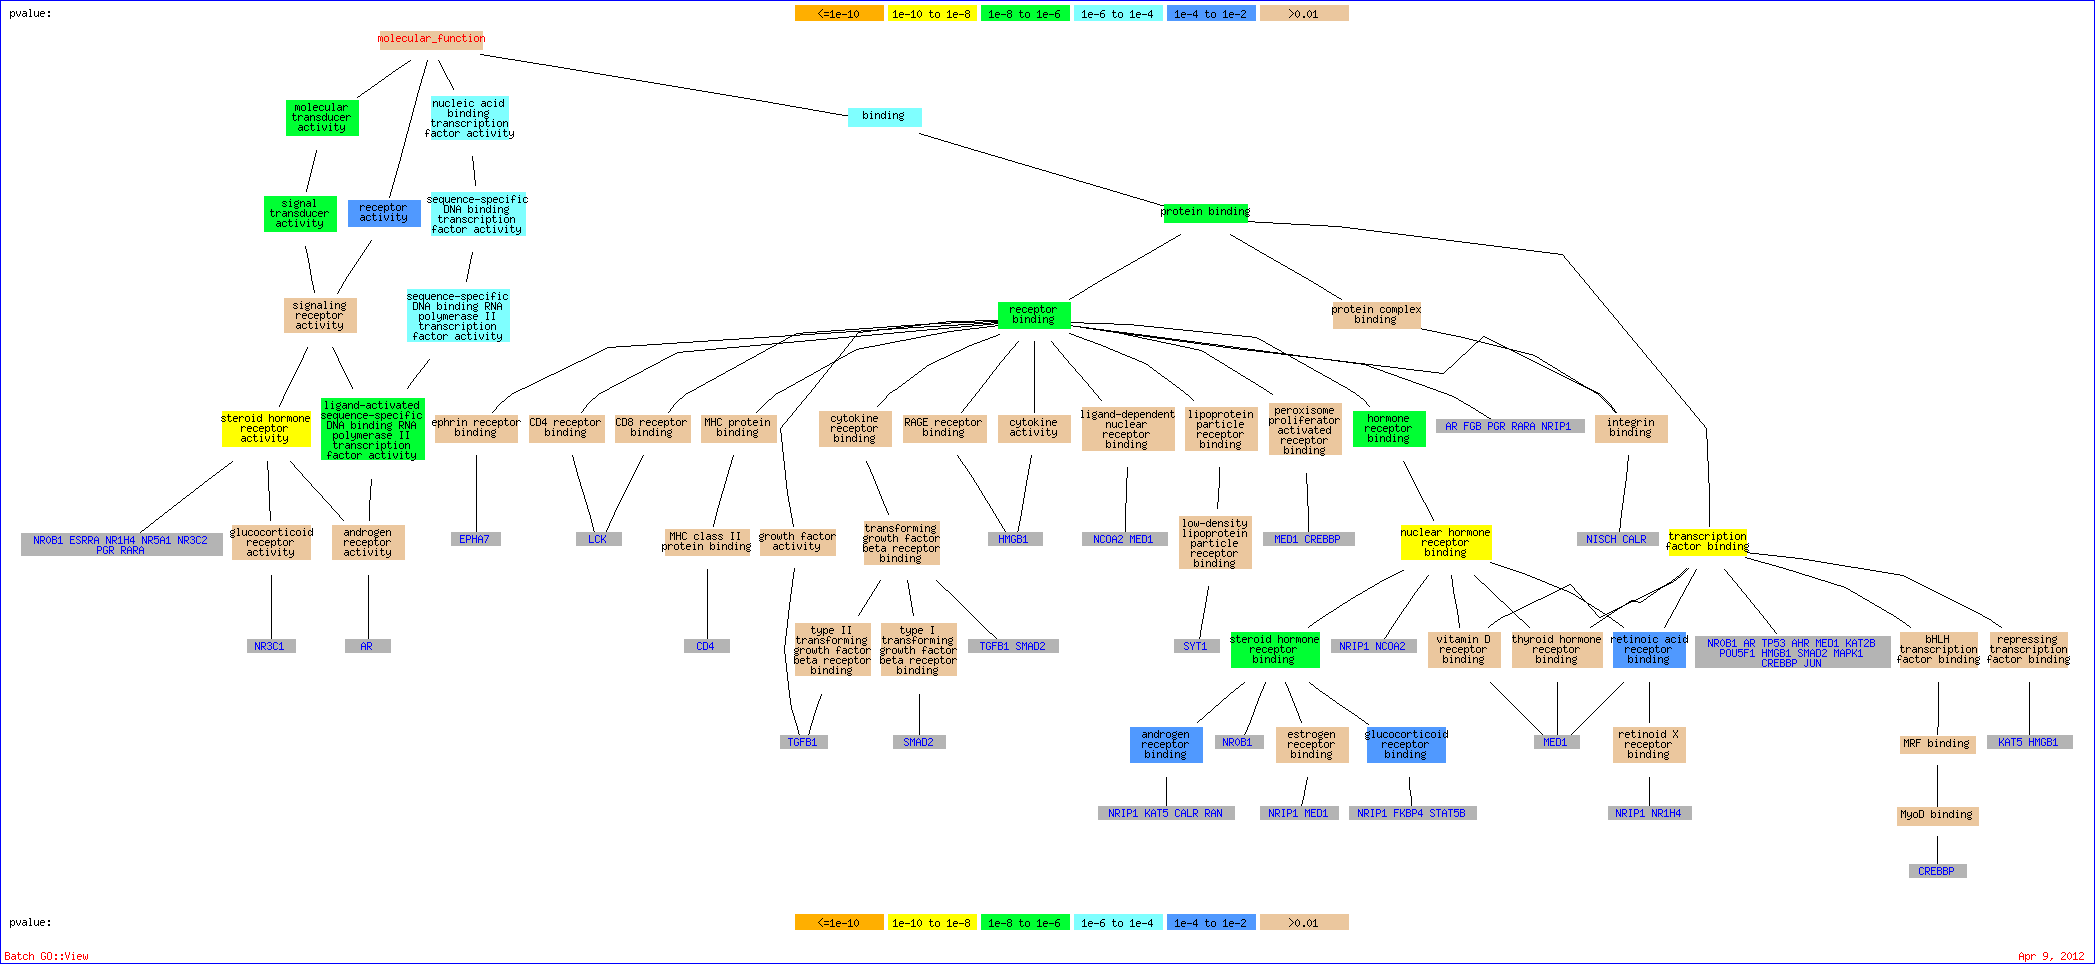 pvalue:
<=1e-10
1e-10 to 1e-8
1e-8 to 1e-6
1e-6 to 1e-4
1e-4 to 1e-2
>0.01
molecular_function
molecular
transducer
activity
nucleic acid
binding
transcription
factor activity
binding
signal
transducer
activity
receptor
activity
sequence-specific
DNA binding
transcription
factor activity
protein binding
signaling
receptor
activity
sequence-specific
DNA binding RNA
polymerase II
transcription
factor activity
receptor
binding
protein complex
binding
steroid hormone
receptor
activity
ligand-activated
sequence-specific
DNA binding RNA
polymerase II
transcription
factor activity
ephrin receptor
binding
CD4 receptor
binding
CD8 receptor
binding
MHC protein
binding
cytokine
receptor
binding
RAGE receptor
binding
cytokine
activity
ligand-dependent
nuclear
receptor
binding
lipoprotein
particle
receptor
binding
peroxisome
proliferator
activated
receptor
binding
hormone
receptor
binding
AR FGB PGR RARA NRIP1
integrin
binding
NR0B1 ESRRA NR1H4 NR5A1 NR3C2
PGR RARA
glucocorticoid
receptor
activity
androgen
receptor
activity
EPHA7
LCK
MHC class II
protein binding
growth factor
activity
transforming
growth factor
beta receptor
binding
HMGB1
NCOA2 MED1
low-density
lipoprotein
particle
receptor
binding
MED1 CREBBP
nuclear hormone
receptor
binding
NISCH CALR
transcription
factor binding
NR3C1
AR
CD4
type II
transforming
growth factor
beta receptor
binding
type I
transforming
growth factor
beta receptor
binding
TGFB1 SMAD2
SYT1
steroid hormone
receptor
binding
NRIP1 NCOA2
vitamin D
receptor
binding
thyroid hormone
receptor
binding
retinoic acid
receptor
binding
NR0B1 AR TP53 AHR MED1 KAT2B
POU5F1 HMGB1 SMAD2 MAPK1
CREBBP JUN
bHLH
transcription
factor binding
repressing
transcription
factor binding
TGFB1
SMAD2
androgen
receptor
binding
NR0B1
estrogen
receptor
binding
glucocorticoid
receptor
binding
MED1
retinoid X
receptor
binding
MRF binding
KAT5 HMGB1
NRIP1 KAT5 CALR RAN
NRIP1 MED1
NRIP1 FKBP4 STAT5B
NRIP1 NR1H4
MyoD binding
CREBBP
pvalue:
<=1e-10
1e-10 to 1e-8
1e-8 to 1e-6
1e-6 to 1e-4
1e-4 to 1e-2
>0.01
Batch GO::View
Apr 9, 2012